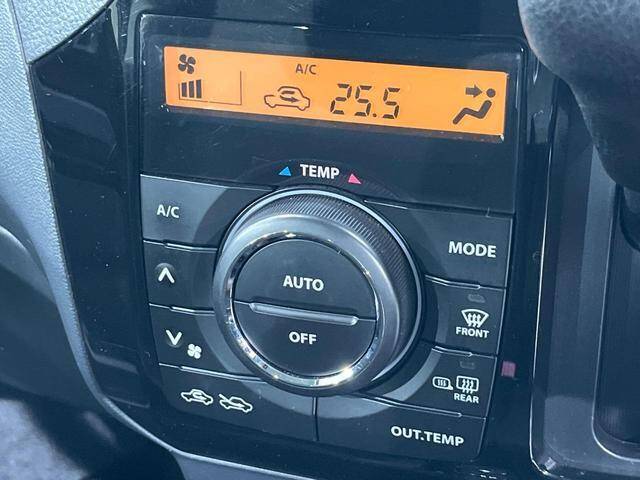 A/C
25.5
TEMP
A/C
MODE
AUTO
OFF
FRONT
REAR
OUT.TEMP